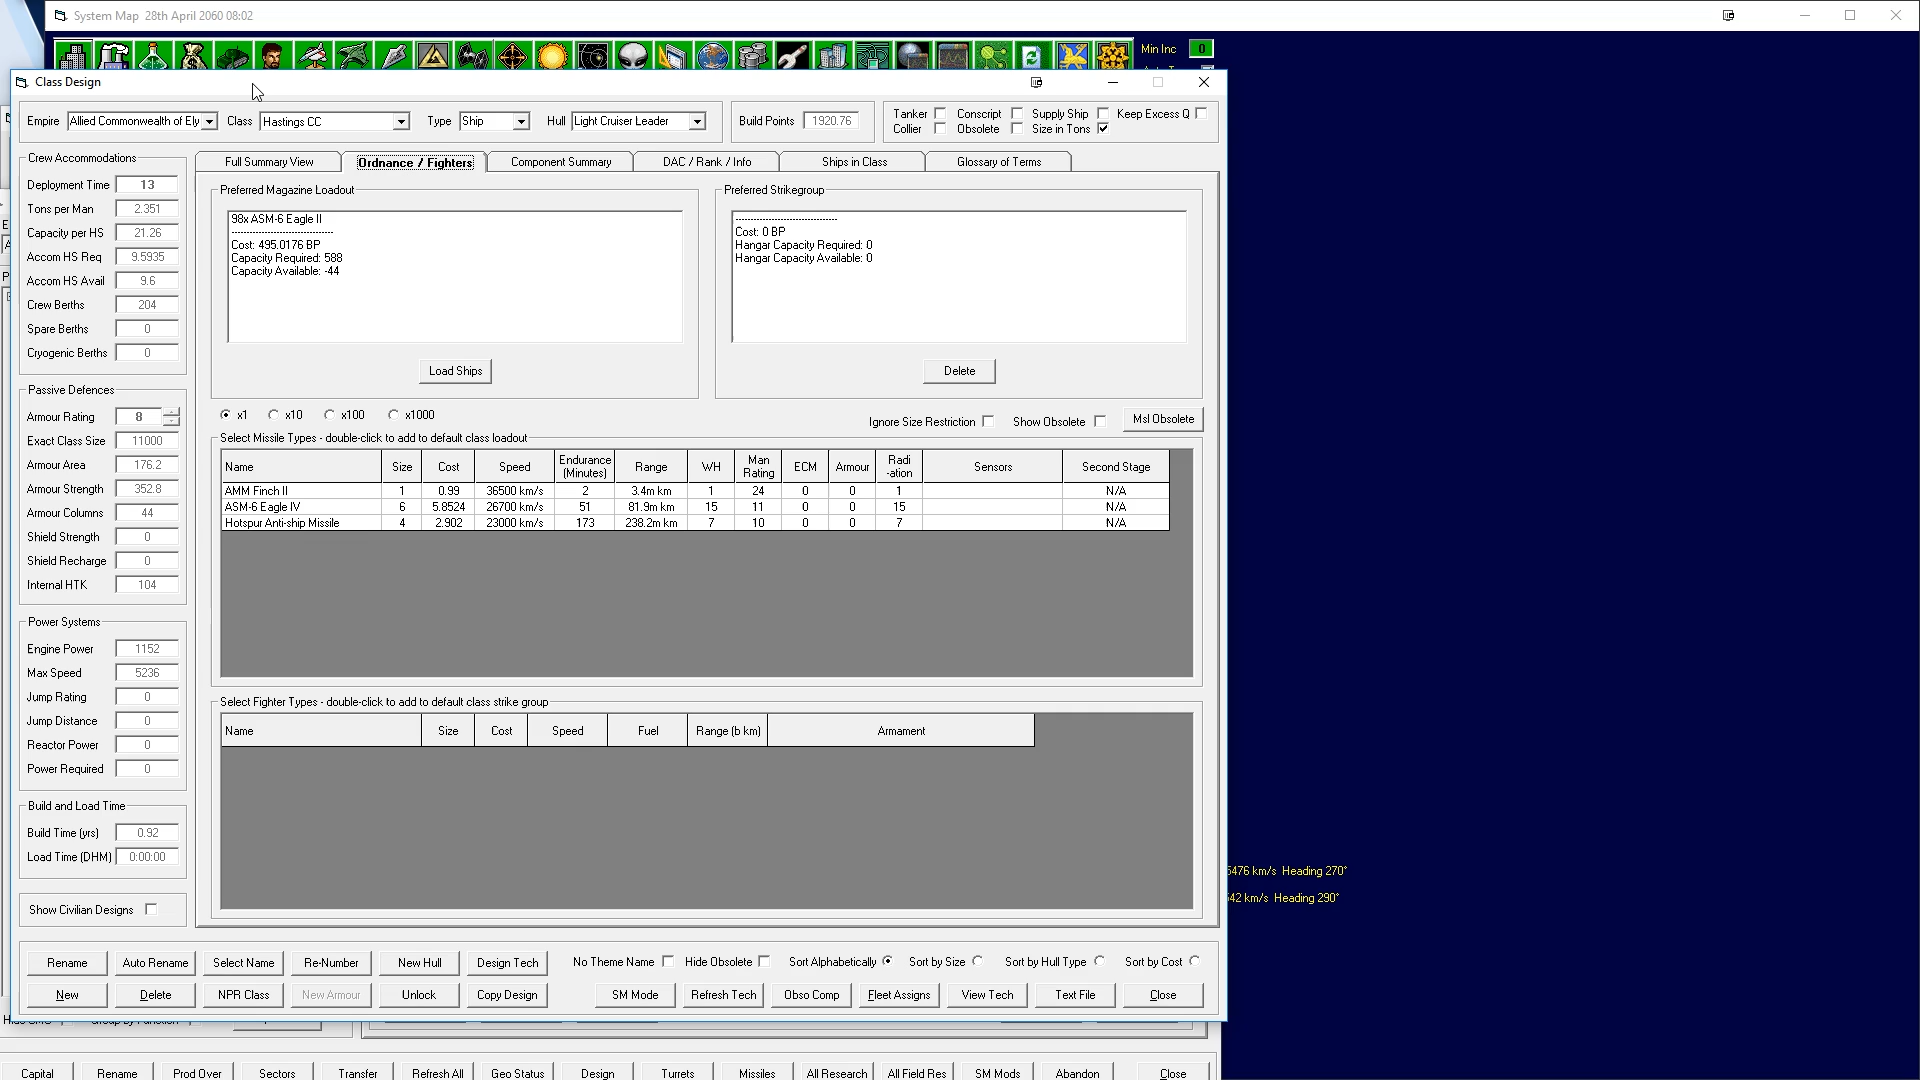 System Map  28th April 2060 08:02
Min Inc 0
Class Design
Empire Allied Commonwealth of Ely Class Hastings CC Type Ship Hull Light Cruiser Leader Build Points 1920.76
Tanker Conscript Supply Ship Keep Excess Q
Collier Obsolete Size in Tons
Full Summary View Ordnance / Fighters Component Summary DAC / Rank / Info Ships in Class Glossary of Terms
Crew Accommodations
Deployment Time 13
Tons per Man 2.351
Capacity per HS 21.26
Accom HS Req 9.5935
Accom HS Avail 9.6
Crew Berths 204
Spare Berths 0
Cryogenic Berths 0
Passive Defences
Armour Rating 8
Exact Class Size 11000
Armour Area 176.2
Armour Strength 352.8
Armour Columns 44
Shield Strength 0
Shield Recharge 0
Internal HTK 104
Power Systems
Engine Power 1152
Max Speed 5236
Jump Rating 0
Jump Distance 0
Reactor Power 0
Power Required 0
Build and Load Time
Build Time (yrs) 0.92
Load Time (DHM) 0:00:00
Show Civilian Designs
Preferred Magazine Loadout
98x ASM-6 Eagle II
---------------------------------
Cost: 495.0176 BP
Capacity Required: 588
Capacity Available: -44
Load Ships
Preferred Strikegroup
---------------------------------
Cost: 0 BP
Hangar Capacity Required: 0
Hangar Capacity Available: 0
Delete
x1 x10 x100 x1000
Ignore Size Restriction Show Obsolete Msl Obsolete
Select Missile Types - double-click to add to default class loadout
Name Size Cost Speed Endurance (Minutes) Range WH Man Rating ECM Armour Radi -ation Sensors Second Stage
AMM Finch II 1 0.99 36500 km/s 2 3.4m km 1 24 0 0 1 N/A
ASM-6 Eagle IV 6 5.8524 26700 km/s 51 81.9m km 15 11 0 0 15 N/A
Hotspur Anti-ship Missile 4 2.902 23000 km/s 173 238.2m km 7 10 0 0 7 N/A
Select Fighter Types - double-click to add to default class strike group
Name Size Cost Speed Fuel Range (b km) Armament
476 km/s  Heading 270°
42 km/s  Heading 290°
Rename Auto Rename Select Name Re-Number New Hull Design Tech No Theme Name Hide Obsolete Sort Alphabetically Sort by Size Sort by Hull Type Sort by Cost
New Delete NPR Class New Armour Unlock Copy Design SM Mode Refresh Tech Obso Comp Fleet Assigns View Tech Text File Close
Capital Rename Prod Over Sectors Transfer Refresh All Geo Status Design Turrets Missiles All Research All Field Res SM Mods Abandon Close